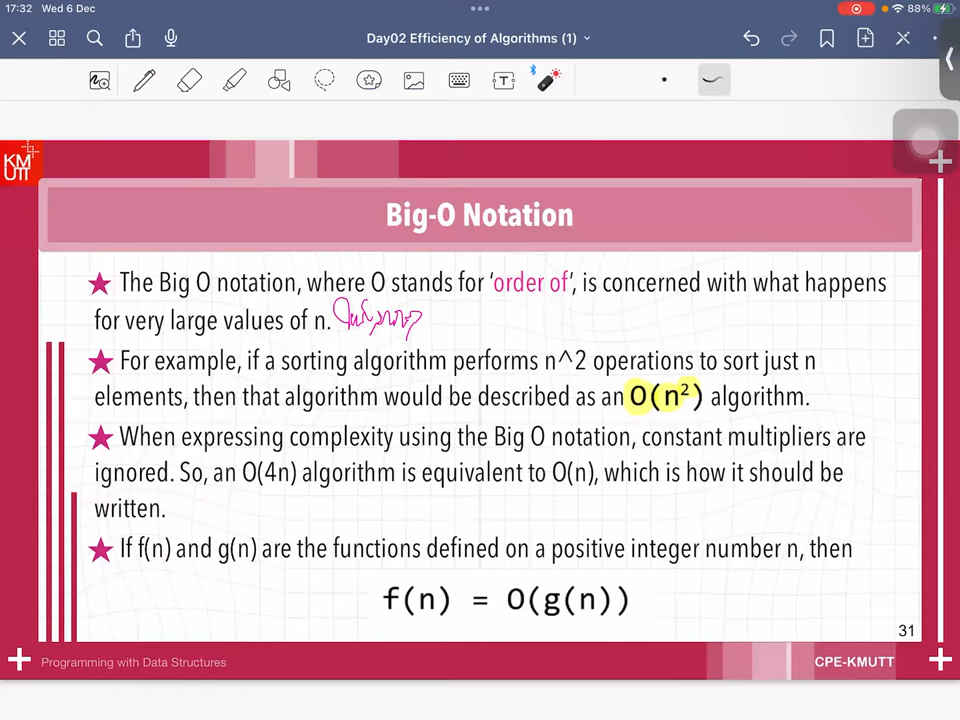 17:32 Wed 6 Dec
88%
Day02 Efficiency of Algorithms (1)
T
KM
UTT
Big-O Notation
The Big O notation, where O stands for ‘order of’, is concerned with what happens
for very large values of n.
For example, if a sorting algorithm performs n^2 operations to sort just n
elements, then that algorithm would be described as an O(n²) algorithm.
When expressing complexity using the Big O notation, constant multipliers are
ignored. So, an O(4n) algorithm is equivalent to O(n), which is how it should be
written.
If f(n) and g(n) are the functions defined on a positive integer number n, then
f(n) = O(g(n))
31
Programming with Data Structures
CPE-KMUTT